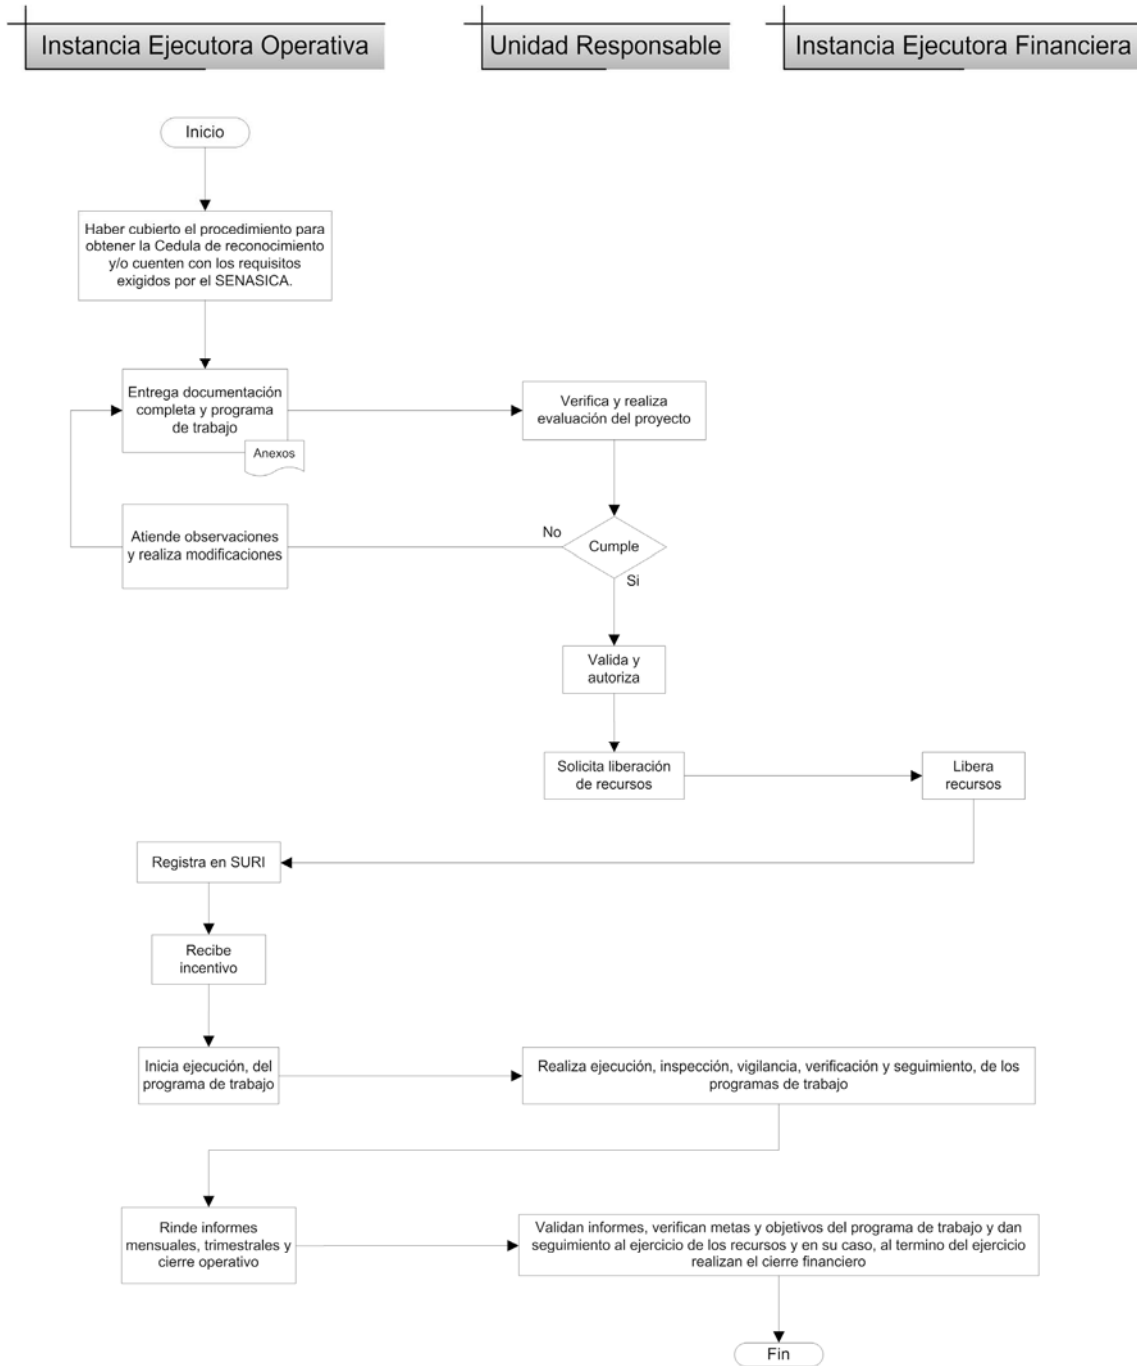 Instancia Ejecutora Operativa
Unidad Responsable
Instancia Ejecutora Financiera
Inicio
Haber cubierto el procedimiento para
obtener la Cedula de reconocimiento
y/o cuenten con los requisitos
exigidos por el SENASICA.
Entrega documentación
completa y programa
de trabajo
Anexos
Verifica y realiza
evaluación del proyecto
Atiende observaciones
y realiza modificaciones
No
Cumple
Si
Valida y
autoriza
Solicita liberación
de recursos
Libera
recursos
Registra en SURI
Recibe
incentivo
Inicia ejecución, del
programa de trabajo
Realiza ejecución, inspección, vigilancia, verificación y seguimiento, de los
programas de trabajo
Rinde informes
mensuales, trimestrales y
cierre operativo
Validan informes, verifican metas y objetivos del programa de trabajo y dan
seguimiento al ejercicio de los recursos y en su caso, al termino del ejercicio
realizan el cierre financiero
Fin